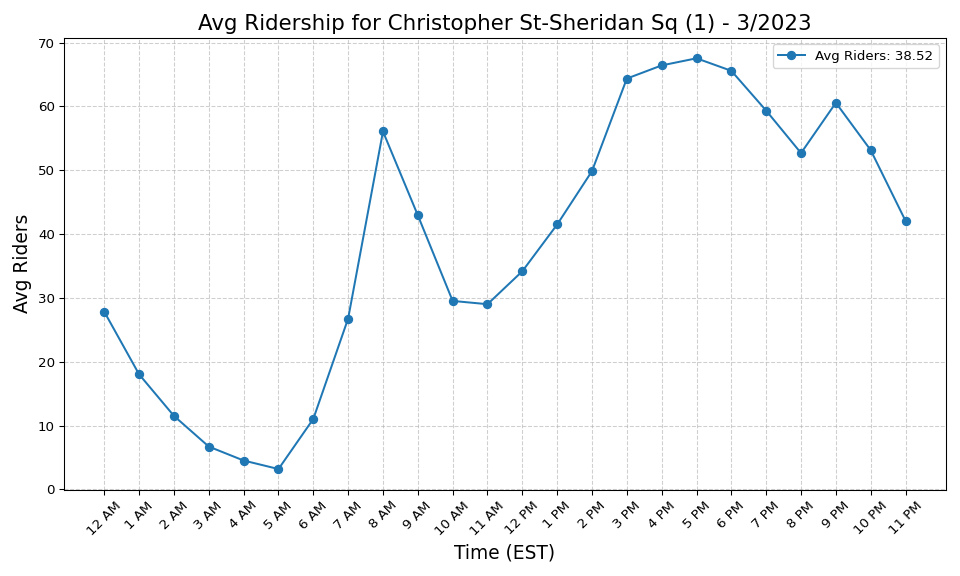 Avg Ridership for Christopher St-Sheridan Sq (1) - 3/2023
Avg Riders: 38.52
70
60
50
40
30
20
10
0
Avg Riders
12 AM
1 AM
2 AM
3 AM
4 AM
5 AM
6 AM
7 AM
8 AM
9 AM
10 AM
11 AM
12 PM
1 PM
2 PM
3 PM
4 PM
5 PM
6 PM
7 PM
8 PM
9 PM
10 PM
11 PM
Time (EST)